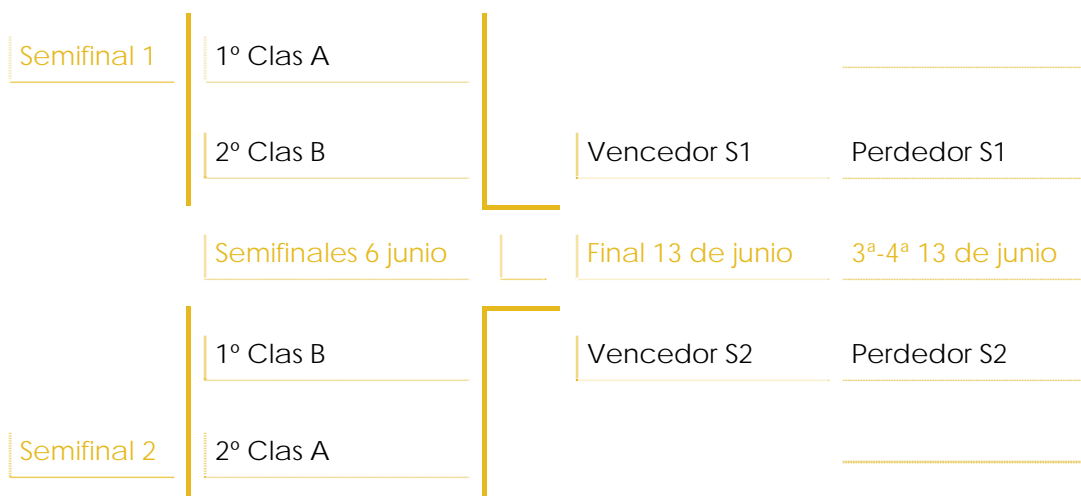 Semifinal 1
1º Clas A
2º Clas B
Vencedor S1
Perdedor S1
Semifinales 6 junio
Final 13 de junio
3ª-4ª 13 de junio
1º Clas B
Vencedor S2
Perdedor S2
Semifinal 2
2º Clas A